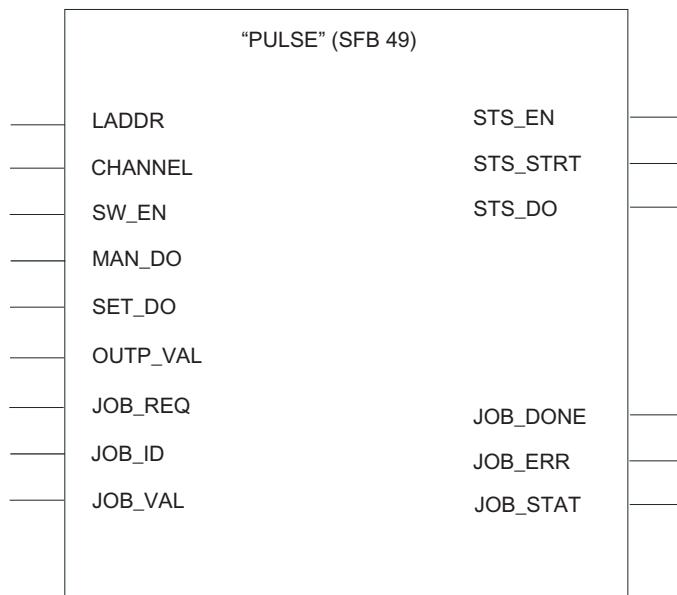 “PULSE” (SFB 49)
LADDR
CHANNEL
SW_EN
MAN_DO
SET_DO
OUTP_VAL
JOB_REQ
JOB_ID
JOB_VAL
STS_EN
STS_STRT
STS_DO
JOB_DONE
JOB_ERR
JOB_STAT